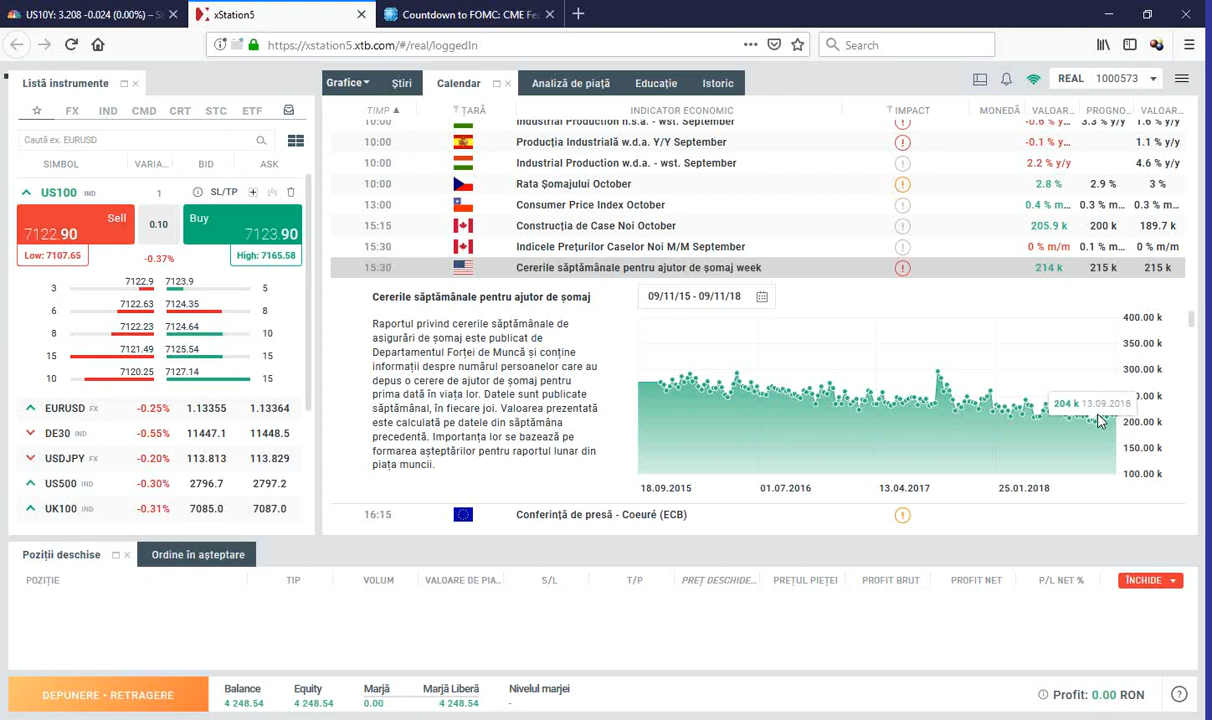 US10Y: 3.208 -0.024 (0.00%) –
xStation5
Countdown to FOMC: CME Fe
https://xstation5.xtb.com/#/real/loggedIn
Search
Listă instrumente
Grafice
Știri
Calendar
Analiză de piață
Educație
Istoric
REAL 1000573
FX IND CMD CRT STC ETF
Caută ex. EURUSD
SIMBOL VARIA... BID ASK
US100 IND 1 SL/TP
Sell
7122.90
0.10
Buy
7123.90
Low: 7107.65
-0.37%
High: 7165.58
3 7122.9 7123.9 5
6 7122.63 7124.35 8
8 7122.23 7124.64 10
15 7121.49 7125.54 15
10 7120.25 7127.14 15
EURUSD FX -0.25% 1.13355 1.13364
DE30 IND -0.55% 11447.1 11448.5
USDJPY FX -0.20% 113.813 113.829
US500 IND -0.30% 2796.7 2797.2
UK100 IND -0.31% 7085.0 7087.0
TIMP ▲ ȚARĂ INDICATOR ECONOMIC IMPACT MONEDĂ VALOAR... PROGNO... VALOAR...
10:00 Industrial Production n.s.a. - wst. September -0.6 % y... 3.3 % y/y 1.6 % y/y
10:00 Producția Industrială w.d.a. Y/Y September -0.1 % y... 1.1 % y/y
10:00 Industrial Production w.d.a. - wst. September 2.2 % y/y 4.6 % y/y
10:00 Rata Șomajului October 2.8 % 2.9 % 3 %
13:00 Consumer Price Index October 0.4 % m... 0.3 % m... 0.3 % m...
15:15 Construcția de Case Noi October 205.9 k 200 k 189.7 k
15:30 Indicele Prețurilor Caselor Noi M/M September 0 % m/m 0.1 % m... 0 % m/m
15:30 Cererile săptămânale pentru ajutor de șomaj week 214 k 215 k 215 k
Cererile săptămânale pentru ajutor de șomaj
Raportul privind cererile săptămânale de
asigurări de șomaj este publicat de
Departamentul Forței de Muncă și conține
informații despre numărul persoanelor care au
depus o cerere de ajutor de șomaj pentru
prima dată în viața lor. Datele sunt publicate
săptămânal, în fiecare joi. Valoarea prezentată
este calculată pe datele din săptămâna
precedentă. Importanța lor se bazează pe
formarea așteptărilor pentru raportul lunar din
piața muncii.
09/11/15 - 09/11/18
400.00 k
350.00 k
300.00 k
204 k 13.09.2018
200.00 k
150.00 k
100.00 k
18.09.2015 01.07.2016 13.04.2017 25.01.2018
16:15 Conferință de presă - Coeuré (ECB)
Poziții deschise
Ordine în așteptare
POZIȚIE TIP VOLUM VALOARE DE PIA... S/L T/P PREȚ DESCHIDE... PREȚUL PIEȚEI PROFIT BRUT PROFIT NET P/L NET % ÎNCHIDE
DEPUNERE • RETRAGERE
Balance Equity Marjă Marjă Liberă Nivelul marjei
4 248.54 4 248.54 0.00 4 248.54 -
Profit: 0.00 RON